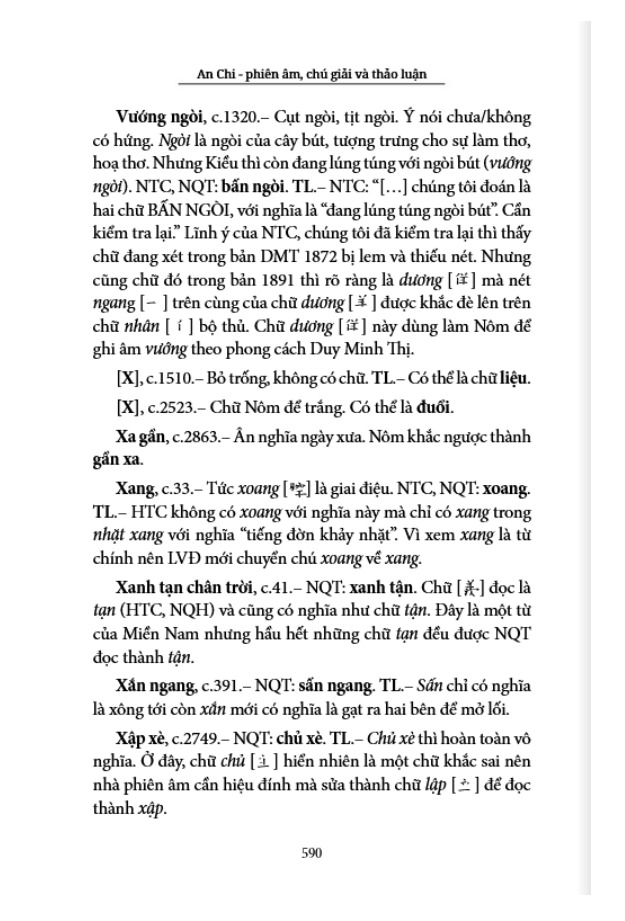 An Chi - phiên âm, chú giải và thảo luận
Vướng ngòi, c.1320.– Cụt ngòi, tịt ngòi. Ý nói chưa/không
có hứng. Ngòi là ngòi của cây bút, tượng trưng cho sự làm thơ,
hoạ thơ. Nhưng Kiều thì còn đang lúng túng với ngòi bút (vướng
ngòi). NTC, NQT: bấn ngòi. TL.– NTC: “[…] chúng tôi đoán là
hai chữ BẤN NGÒI, với nghĩa là “đang lúng túng ngòi bút”. Cần
kiểm tra lại.” Lĩnh ý của NTC, chúng tôi đã kiểm tra lại thì thấy
chữ đang xét trong bản DMT 1872 bị lem và thiếu nét. Nhưng
cũng chữ đó trong bản 1891 thì rõ ràng là dương [佯] mà nét
ngang [一] trên cùng của chữ dương [羊] được khắc đè lên trên
chữ nhân [亻] bộ thủ. Chữ dương [佯] này dùng làm Nôm để
ghi âm vướng theo phong cách Duy Minh Thị.
[X], c.1510.– Bỏ trống, không có chữ. TL.– Có thể là chữ liệu.
[X], c.2523.– Chữ Nôm để trắng. Có thể là đuổi.
Xa gần, c.2863.– Ân nghĩa ngày xưa. Nôm khắc ngược thành
gần xa.
Xang, c.33.– Tức xoang [] là giai điệu. NTC, NQT: xoang.
TL.– HTC không có xoang với nghĩa này mà chỉ có xang trong
nhặt xang với nghĩa “tiếng đờn khảy nhặt”. Vì xem xang là từ
chính nên LVĐ mới chuyển chú xoang về xang.
Xanh tạn chân trời, c.41.– NQT: xanh tận. Chữ [] đọc là
tạn (HTC, NQH) và cũng có nghĩa như chữ tận. Đây là một từ
của Miền Nam nhưng hầu hết những chữ tạn đều được NQT
đọc thành tận.
Xắn ngang, c.391.– NQT: sấn ngang. TL.– Sấn chỉ có nghĩa
là xông tới còn xắn mới có nghĩa là gạt ra hai bên để mở lối.
Xập xè, c.2749.– NQT: chủ xè. TL.– Chủ xè thì hoàn toàn vô
nghĩa. Ở đây, chữ chủ [主] hiển nhiên là một chữ khắc sai nên
nhà phiên âm cần hiệu đính mà sửa thành chữ lập [立] để đọc
thành xập.
590